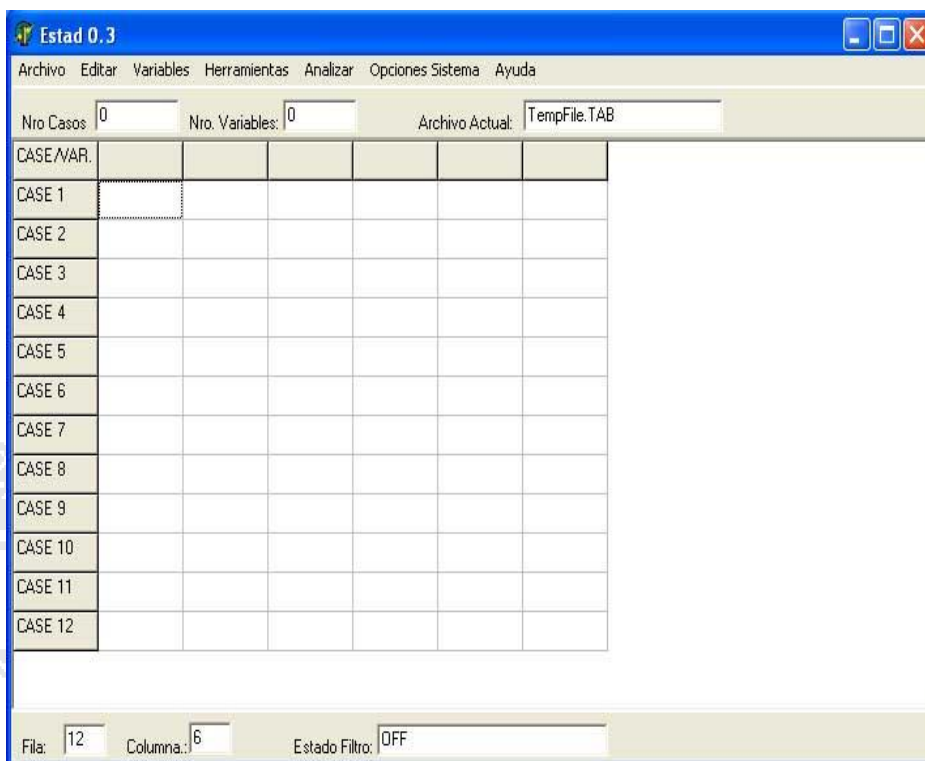 Estad 0.3
Archivo Editar Variables Herramientas Analizar Opciones Sistema Ayuda
Nro Casos 0 Nro. Variables: 0 Archivo Actual: TempFile.TAB
CASE/VAR.
CASE 1
CASE 2
CASE 3
CASE 4
CASE 5
CASE 6
CASE 7
CASE 8
CASE 9
CASE 10
CASE 11
CASE 12
Fila: 12 Columna.: 6 Estado Filtro: OFF